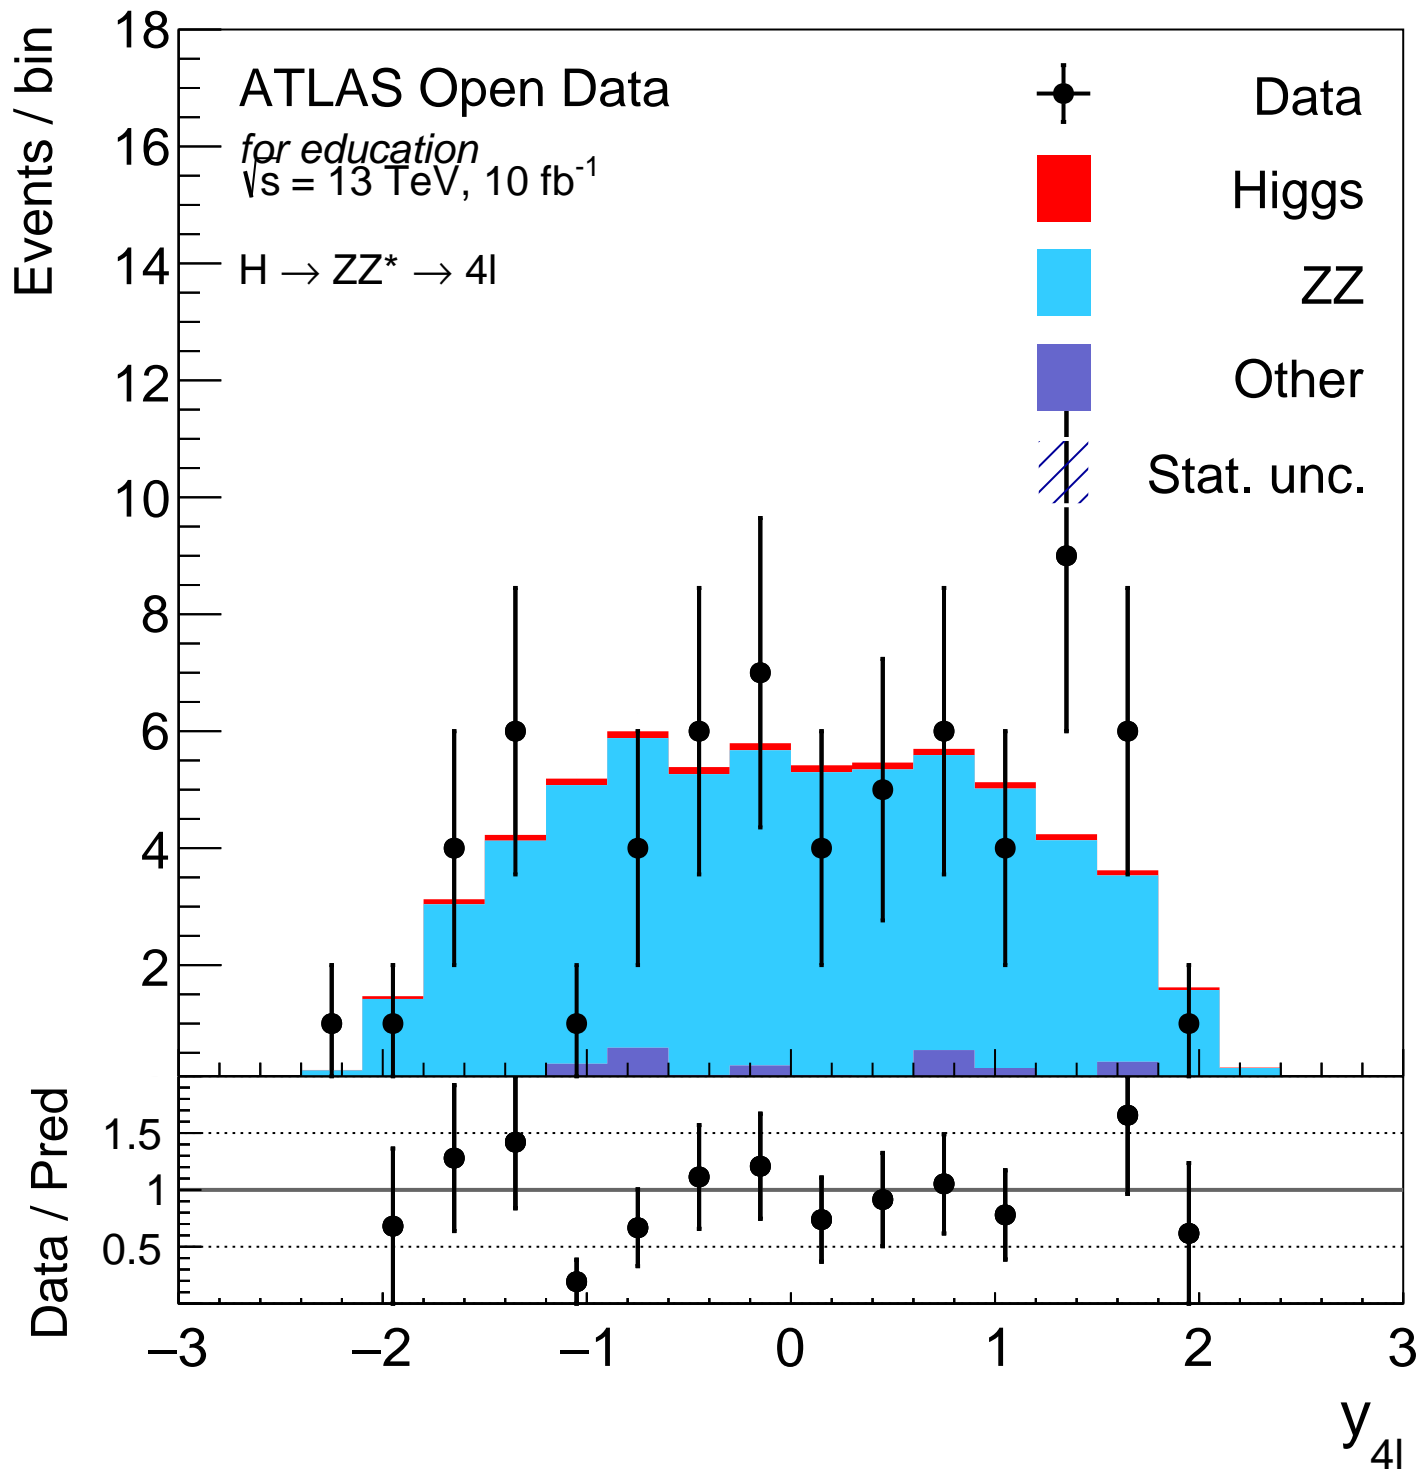 Events / bin
18
16
14
12
10
8
6
4
2
ATLAS Open Data
for education
√s = 13 TeV, 10 fb⁻¹
H → ZZ* → 4l
Data
Higgs
ZZ
Other
Stat. unc.
Data / Pred
1.5
1
0.5
−3 −2 −1 0 1 2 3
y₄ₗ